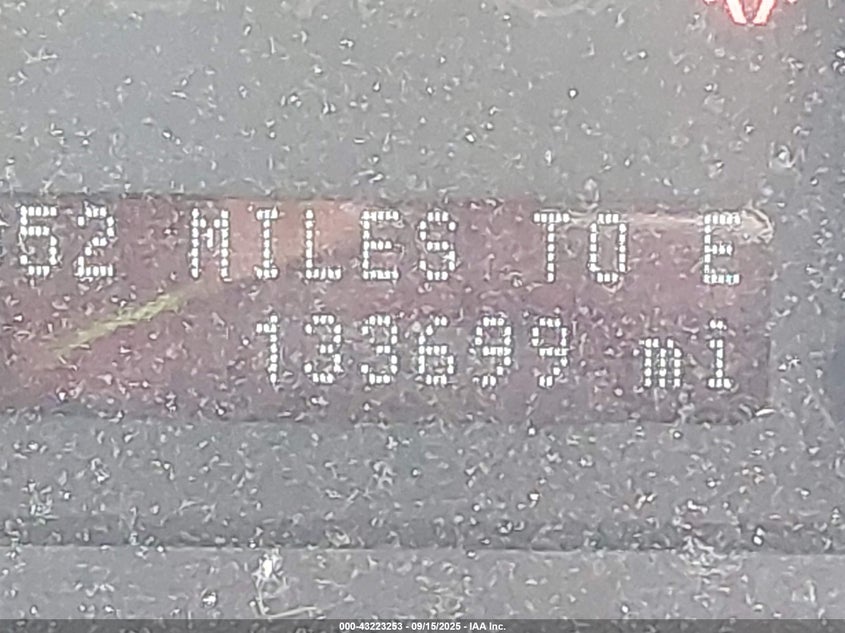 52 MILES TO E
133699 mi
000-43223253 - 09/15/2025 - IAA Inc.